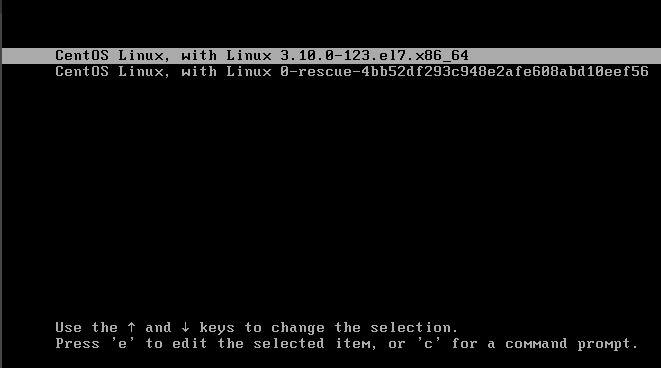 CentOS Linux, with Linux 3.10.0-123.el7.x86_64
CentOS Linux, with Linux 0-rescue-4bb52df293c948e2afe608abd10eef56
Use the ↑ and ↓ keys to change the selection.
Press 'e' to edit the selected item, or 'c' for a command prompt.